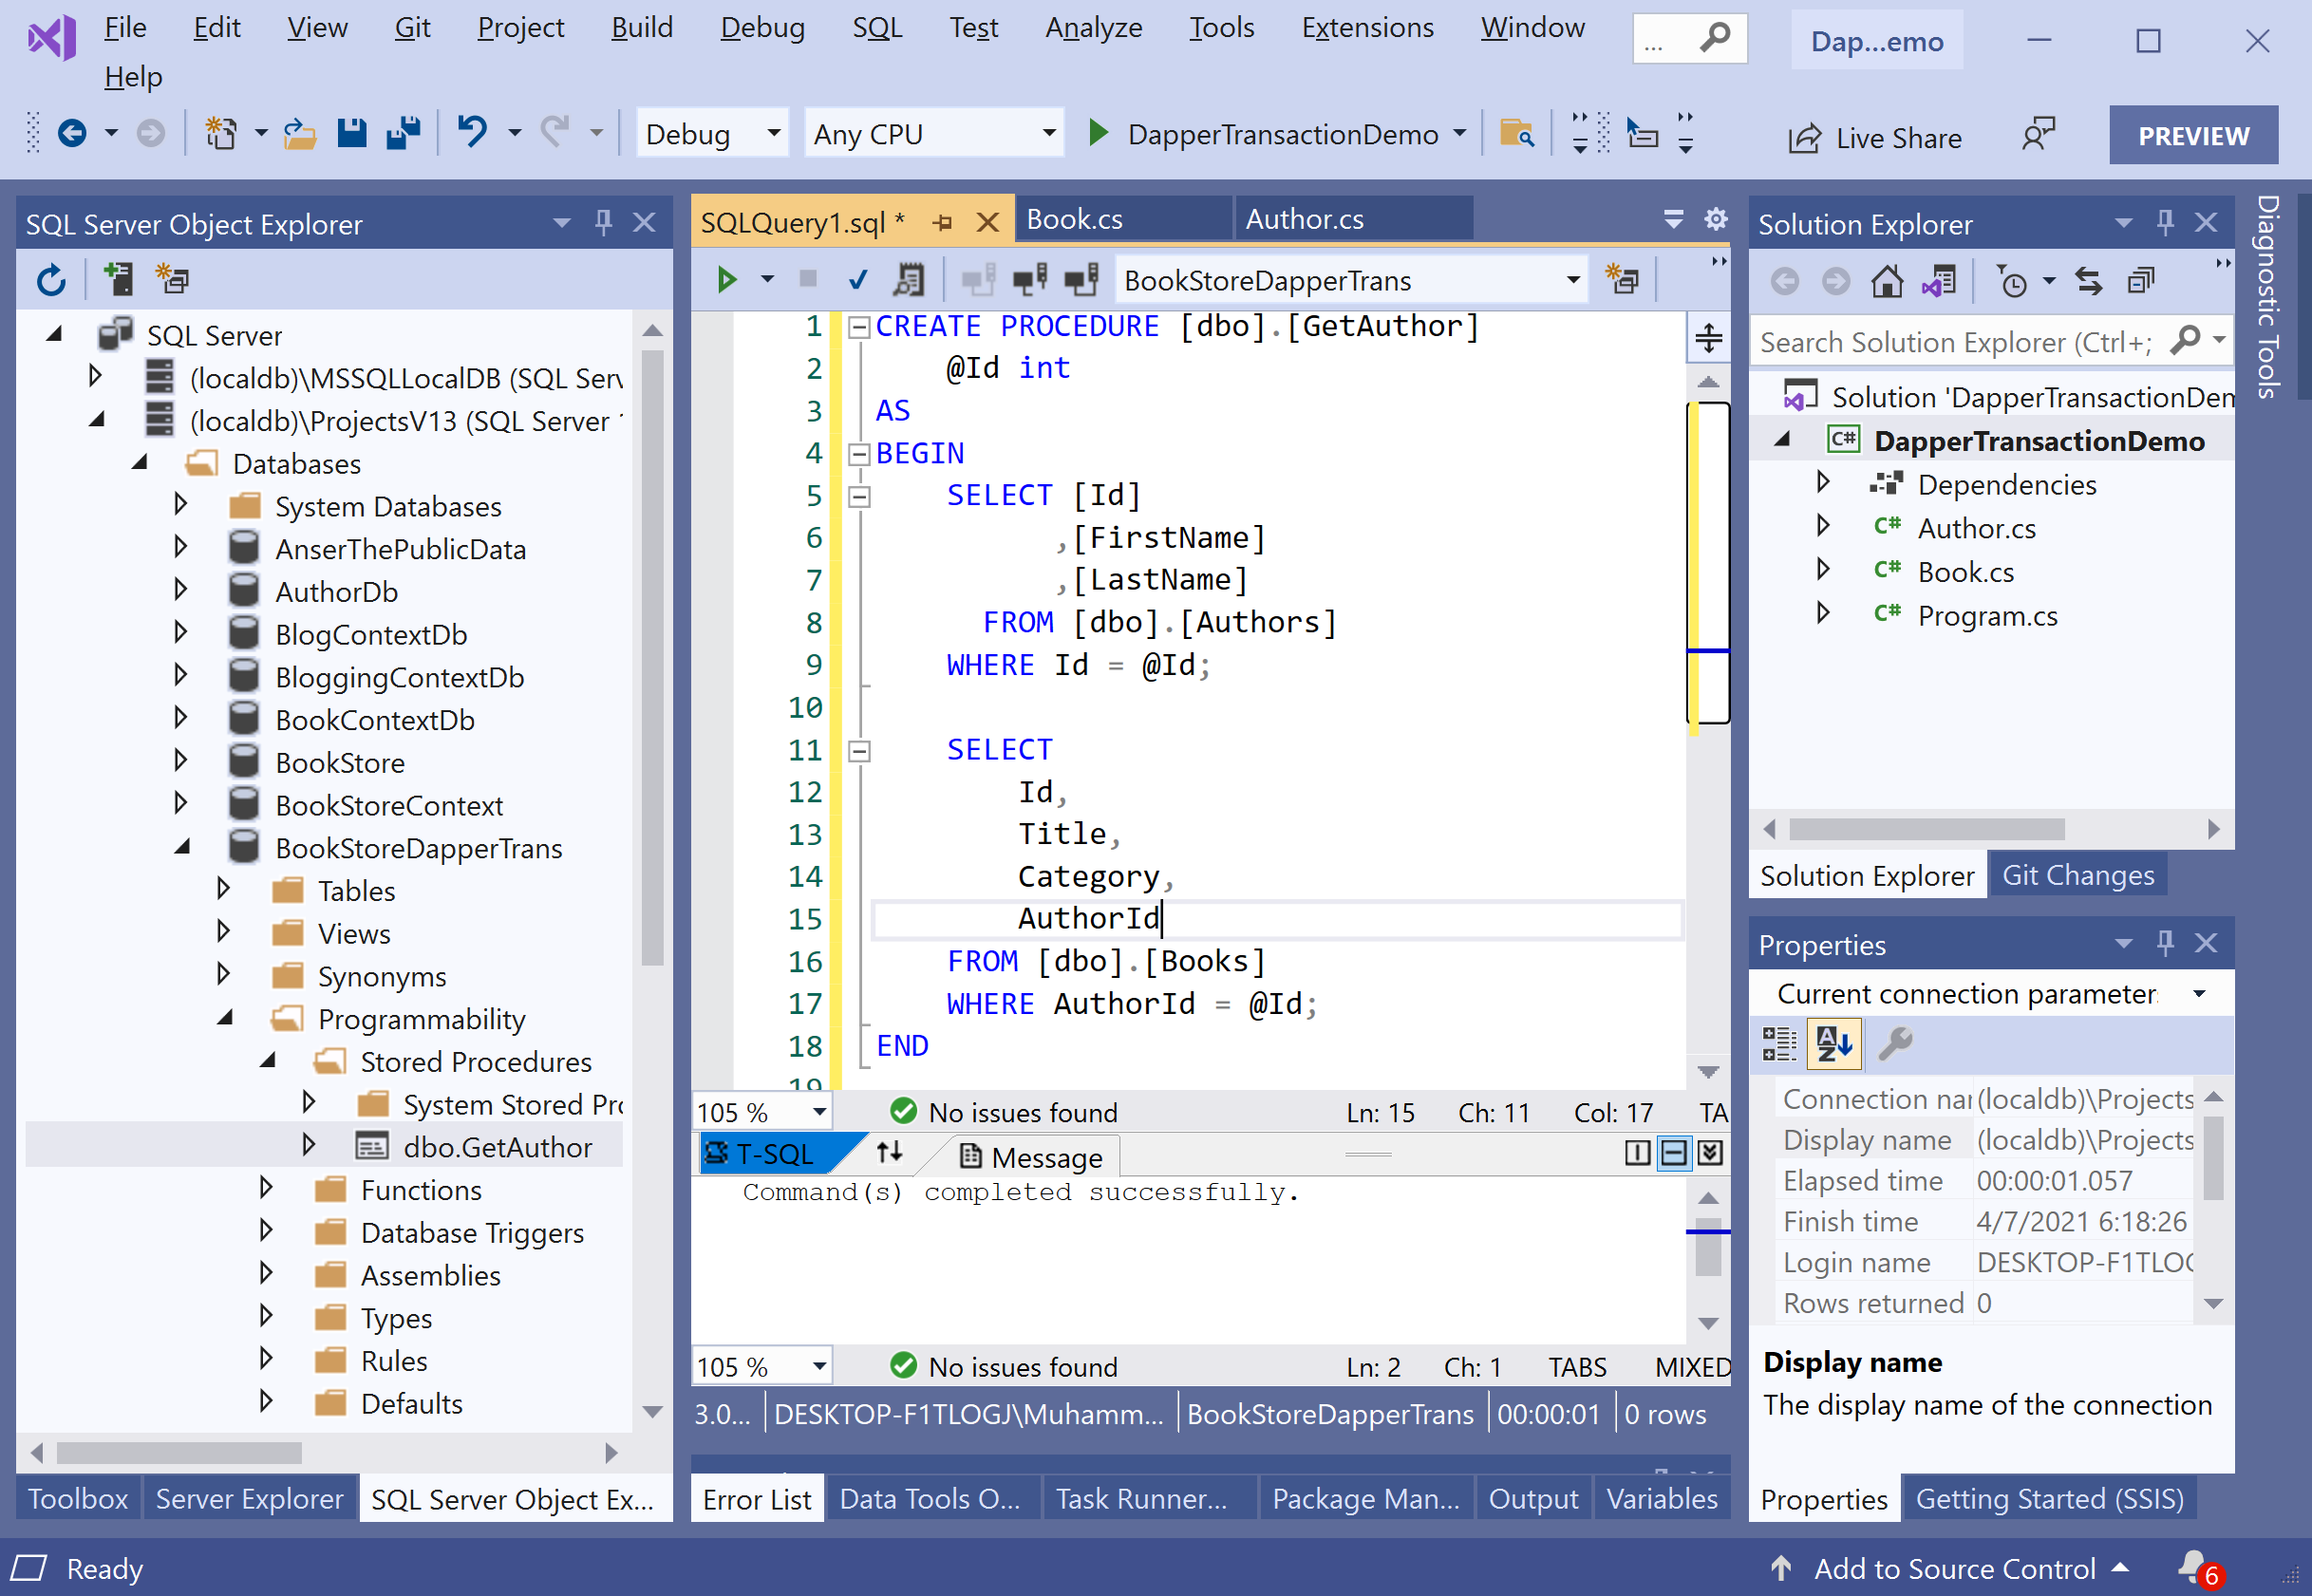 File Edit View Git Project Build Debug SQL Test Analyze Tools Extensions Window ... Dap...emo
Help
Debug Any CPU DapperTransactionDemo Live Share PREVIEW
SQL Server Object Explorer
SQL Server
(localdb)\MSSQLLocalDB (SQL Serv
(localdb)\ProjectsV13 (SQL Server
Databases
System Databases
AnserThePublicData
AuthorDb
BlogContextDb
BloggingContextDb
BookContextDb
BookStore
BookStoreContext
BookStoreDapperTrans
Tables
Views
Synonyms
Programmability
Stored Procedures
System Stored Pro
dbo.GetAuthor
Functions
Database Triggers
Assemblies
Types
Rules
Defaults
Toolbox Server Explorer SQL Server Object Ex...
SQLQuery1.sql * Book.cs Author.cs
BookStoreDapperTrans
1 CREATE PROCEDURE [dbo].[GetAuthor]
2 @Id int
3 AS
4 BEGIN
5 SELECT [Id]
6 ,[FirstName]
7 ,[LastName]
8 FROM [dbo].[Authors]
9 WHERE Id = @Id;
10
11 SELECT
12 Id,
13 Title,
14 Category,
15 AuthorId
16 FROM [dbo].[Books]
17 WHERE AuthorId = @Id;
18 END
19
105 % No issues found Ln: 15 Ch: 11 Col: 17 TA
T-SQL Message
Command(s) completed successfully.
105 % No issues found Ln: 2 Ch: 1 TABS MIXED
3.0... DESKTOP-F1TLOGJ\Muhamm... BookStoreDapperTrans 00:00:01 0 rows
Error List Data Tools O... Task Runner... Package Man... Output Variables
Solution Explorer
Search Solution Explorer (Ctrl+;
Solution 'DapperTransactionDem
DapperTransactionDemo
Dependencies
C# Author.cs
C# Book.cs
C# Program.cs
Solution Explorer Git Changes
Properties
Current connection parameter
Connection nar (localdb)\Projects
Display name (localdb)\Projects
Elapsed time 00:00:01.057
Finish time 4/7/2021 6:18:26
Login name DESKTOP-F1TLOG
Rows returned 0
Display name
The display name of the connection
Properties Getting Started (SSIS)
Diagnostic Tools
Ready Add to Source Control 6